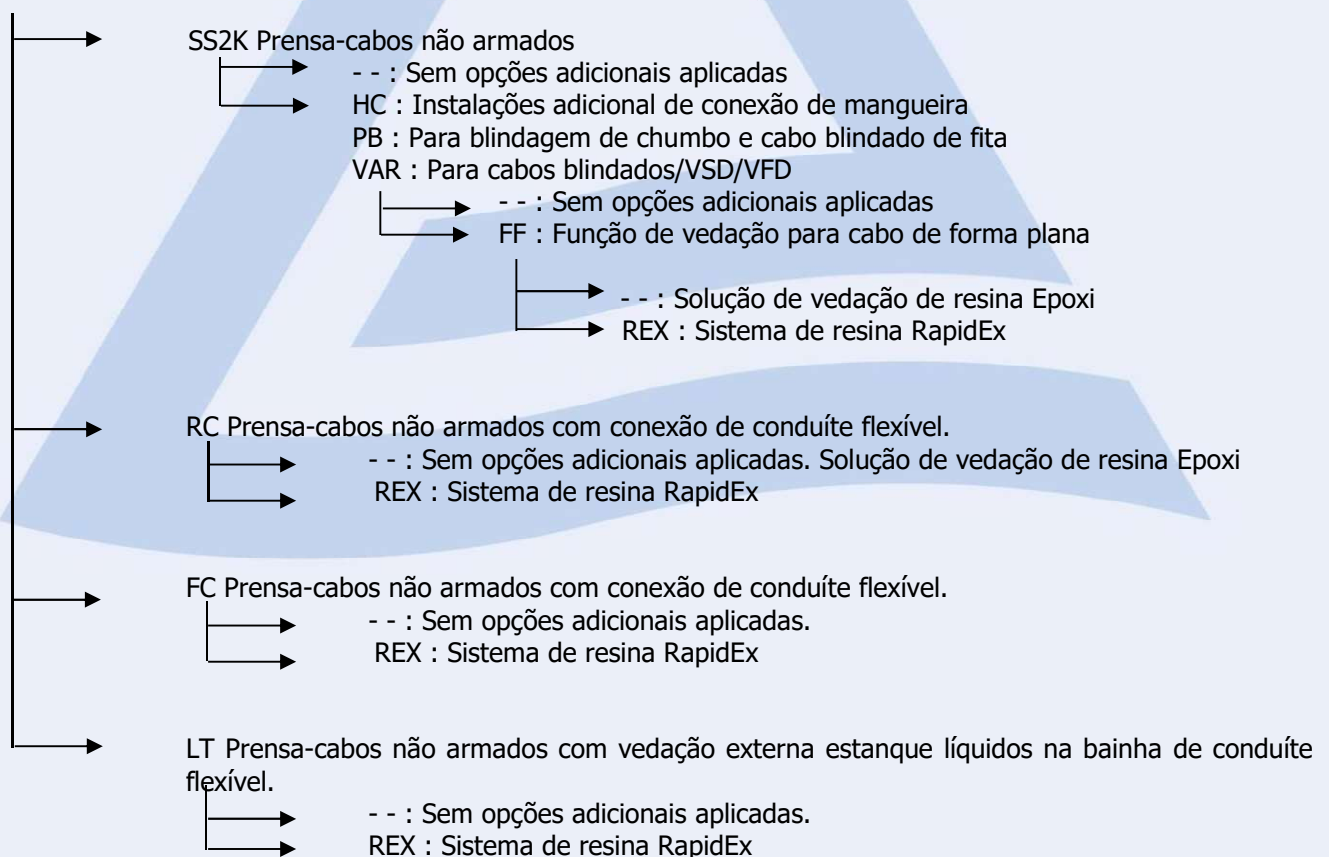 SS2K Prensa-cabos não armados
- - : Sem opções adicionais aplicadas
HC : Instalações adicional de conexão de mangueira
PB : Para blindagem de chumbo e cabo blindado de fita
VAR : Para cabos blindados/VSD/VFD
- - : Sem opções adicionais aplicadas
FF : Função de vedação para cabo de forma plana
- - : Solução de vedação de resina Epoxi
REX : Sistema de resina RapidEx
RC Prensa-cabos não armados com conexão de conduíte flexível.
- - : Sem opções adicionais aplicadas. Solução de vedação de resina Epoxi
REX : Sistema de resina RapidEx
FC Prensa-cabos não armados com conexão de conduíte flexível.
- - : Sem opções adicionais aplicadas.
REX : Sistema de resina RapidEx
LT Prensa-cabos não armados com vedação externa estanque líquidos na bainha de conduíte
flexível.
- - : Sem opções adicionais aplicadas.
REX : Sistema de resina RapidEx